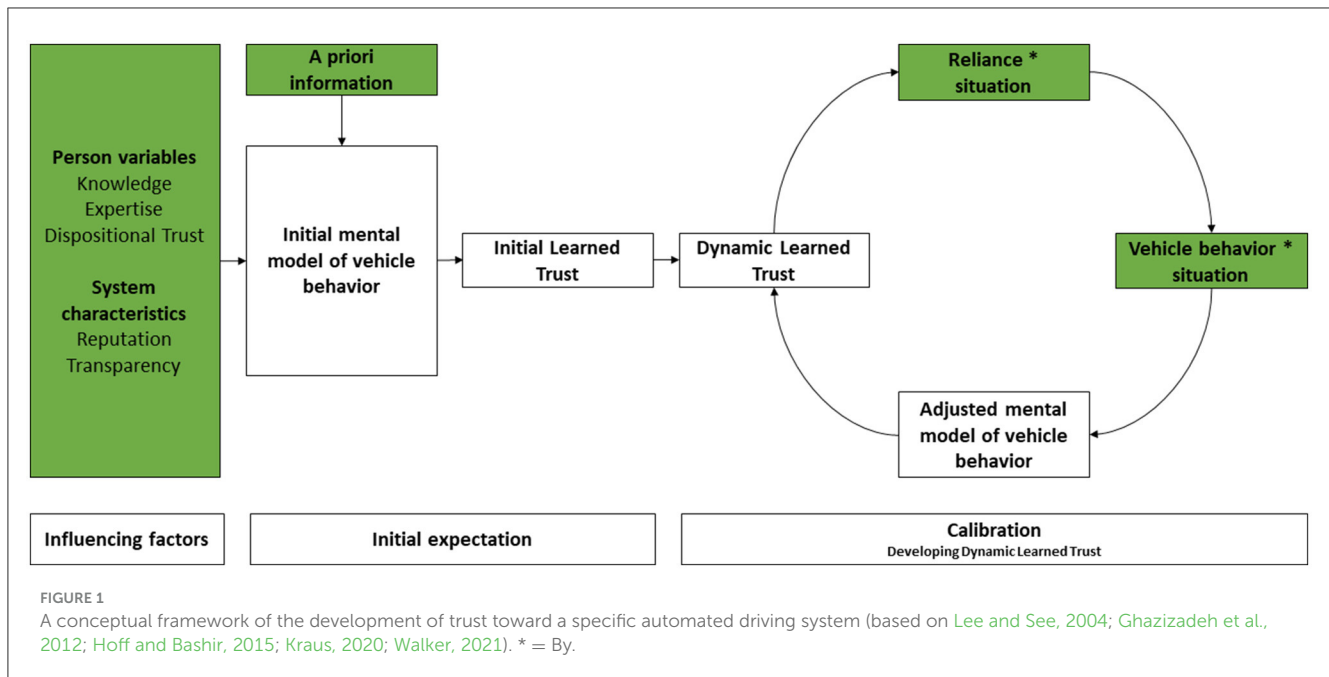 Person variables
Knowledge
Expertise
Dispositional Trust
System
characteristics
Reputation
Transparency
A priori
information
Initial mental
model of vehicle
behavior
Initial Learned
Trust
Dynamic Learned
Trust
Reliance *
situation
Vehicle behavior *
situation
Adjusted mental
model of vehicle
behavior
Influencing factors
Initial expectation
Calibration
Developing Dynamic Learned Trust
FIGURE 1
A conceptual framework of the development of trust toward a specific automated driving system (based on Lee and See, 2004; Ghazizadeh et al.,
2012; Hoff and Bashir, 2015; Kraus, 2020; Walker, 2021). * = By.